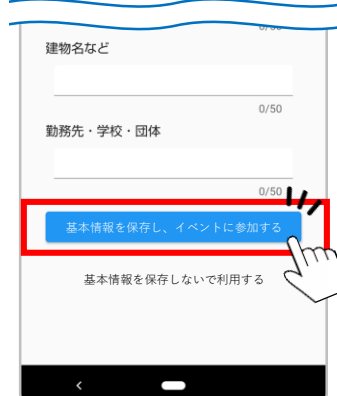 建物名など
0/50
勤務先・学校・団体
0/50
基本情報を保存し、イベントに参加する
基本情報を保存しないで利用する